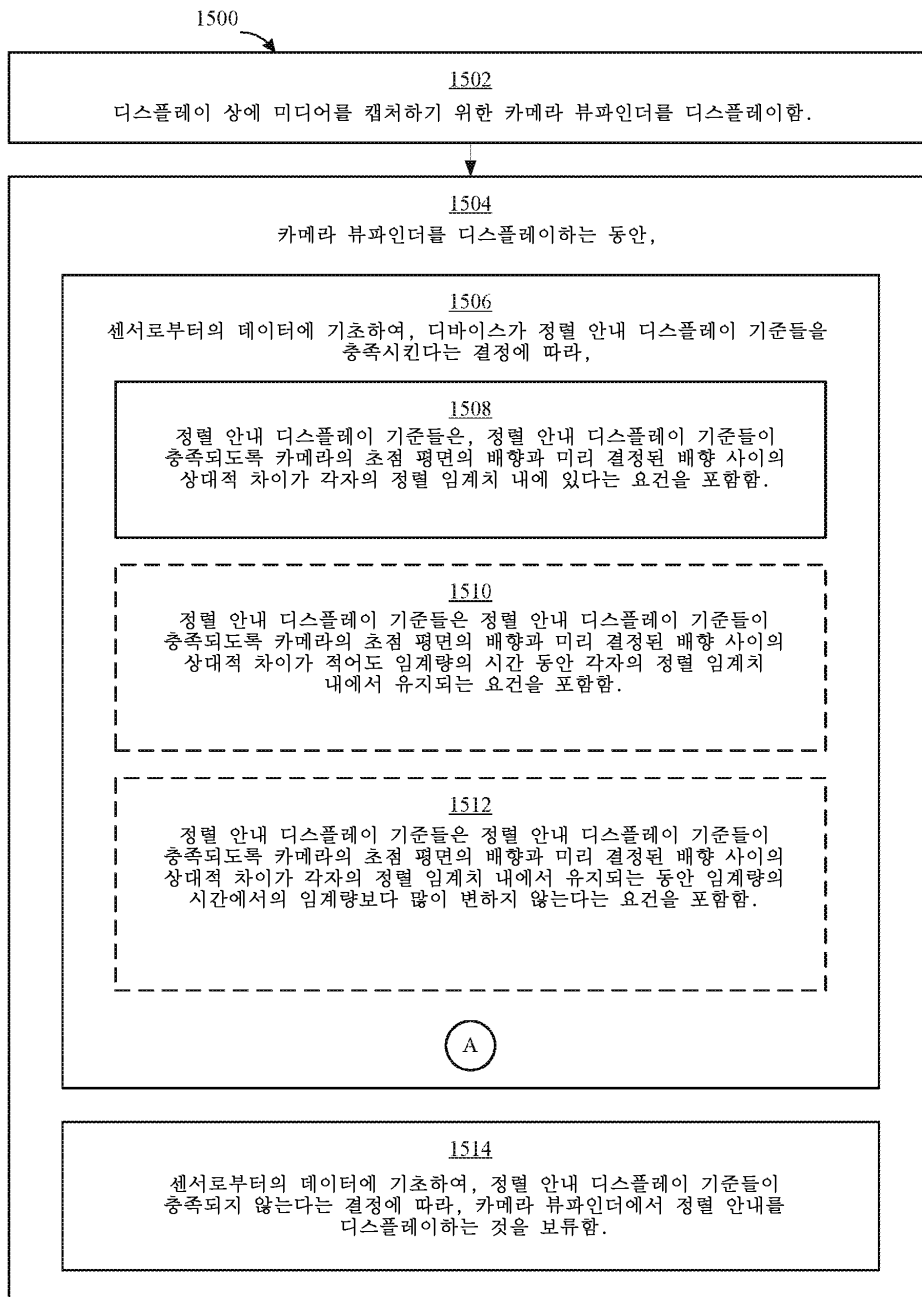 1500
1502
디스플레이 상에 미디어를 캡처하기 위한 카메라 뷰파인더를 디스플레이함.
1504
카메라 뷰파인더를 디스플레이하는 동안,
1506
센서로부터의 데이터에 기초하여, 디바이스가 정렬 안내 디스플레이 기준들을
충족시킨다는 결정에 따라,
1508
정렬 안내 디스플레이 기준들은, 정렬 안내 디스플레이 기준들이
충족되도록 카메라의 초점 평면의 배향과 미리 결정된 배향 사이의
상대적 차이가 각자의 정렬 임계치 내에 있다는 요건을 포함함.
1510
정렬 안내 디스플레이 기준들은 정렬 안내 디스플레이 기준들이
충족되도록 카메라의 초점 평면의 배향과 미리 결정된 배향 사이의
상대적 차이가 적어도 임계량의 시간 동안 각자의 정렬 임계치
내에서 유지되는 요건을 포함함.
1512
정렬 안내 디스플레이 기준들은 정렬 안내 디스플레이 기준들이
충족되도록 카메라의 초점 평면의 배향과 미리 결정된 배향 사이의
상대적 차이가 각자의 정렬 임계치 내에서 유지되는 동안 임계량의
시간에서의 임계량보다 많이 변하지 않는다는 요건을 포함함.
A
1514
센서로부터의 데이터에 기초하여, 정렬 안내 디스플레이 기준들이
충족되지 않는다는 결정에 따라, 카메라 뷰파인더에서 정렬 안내를
디스플레이하는 것을 보류함.